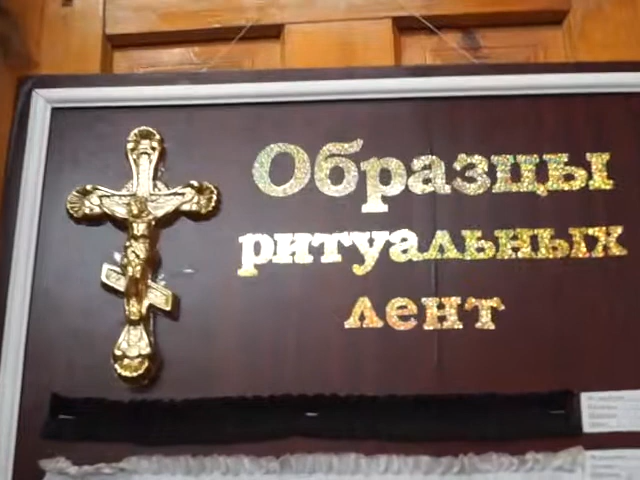 Образцы
ритуальных
лент